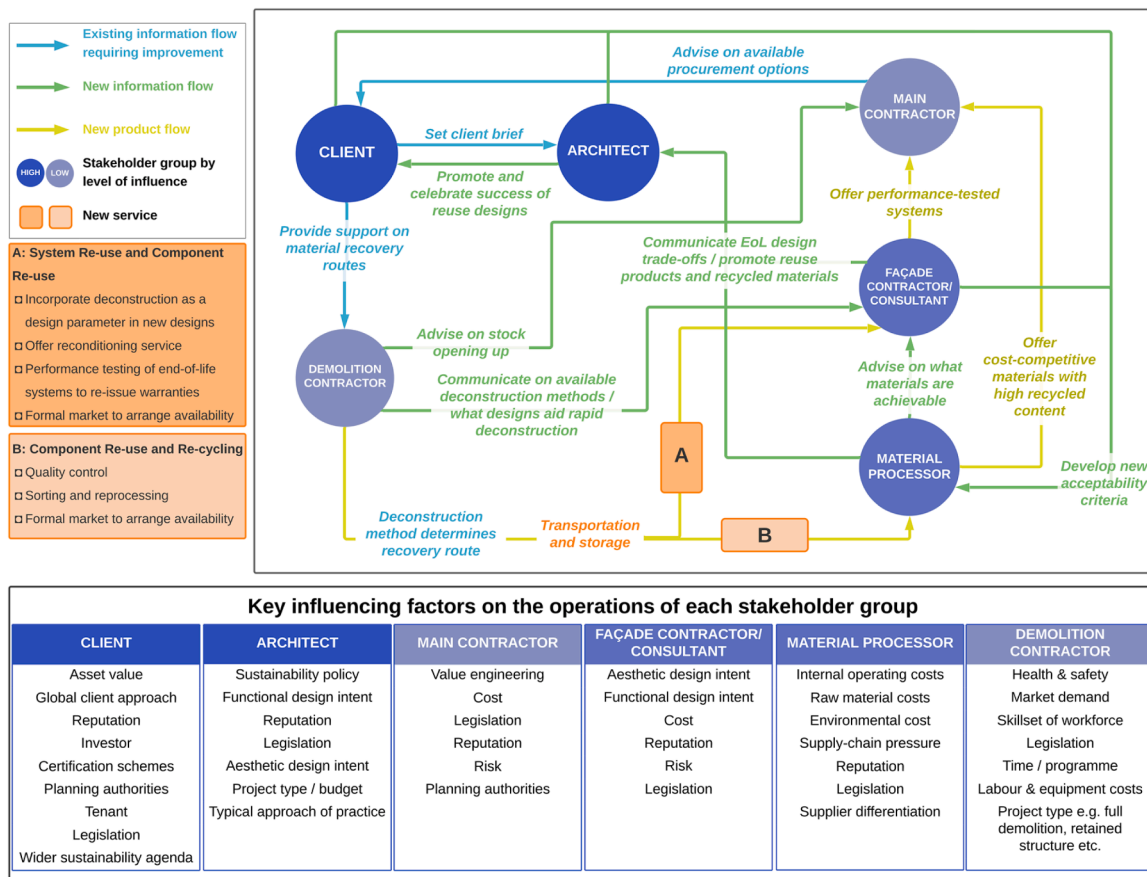 Existing information flow
requiring improvement
New information flow
New product flow
HIGH
LOW
Stakeholder group by
level of influence
New service
A: System Re-use and Component
Re-use
Incorporate deconstruction as a
design parameter in new designs
Offer reconditioning service
Performance testing of end-of-life
systems to re-issue warranties
Formal market to arrange availability
B: Component Re-use and Re-cycling
Quality control
Sorting and reprocessing
Formal market to arrange availability
Advise on available
procurement options
MAIN
CONTRACTOR
CLIENT
Set client brief
ARCHITECT
Promote and
celebrate success of
reuse designs
Offer performance-tested
systems
Provide support on
material recovery
routes
Communicate EoL design
trade-offs / promote reuse
products and recycled materials
FAÇADE
CONTRACTOR/
CONSULTANT
Advise on stock
opening up
DEMOLITION
CONTRACTOR
Communicate on available
deconstruction methods /
what designs aid rapid
deconstruction
Advise on what
materials are
achievable
Offer
cost-competitive
materials with
high recycled
content
A
MATERIAL
PROCESSOR
Develop new
acceptability
criteria
Deconstruction
method determines
recovery route
Transportation
and storage
B
Key influencing factors on the operations of each stakeholder group
CLIENT
Asset value
Global client approach
Reputation
Investor
Certification schemes
Planning authorities
Tenant
Legislation
Wider sustainability agenda
ARCHITECT
Sustainability policy
Functional design intent
Reputation
Legislation
Aesthetic design intent
Project type / budget
Typical approach of practice
MAIN CONTRACTOR
Value engineering
Cost
Legislation
Reputation
Risk
Planning authorities
FAÇADE CONTRACTOR/
CONSULTANT
Aesthetic design intent
Functional design intent
Cost
Reputation
Risk
Legislation
MATERIAL PROCESSOR
Internal operating costs
Raw material costs
Environmental cost
Supply-chain pressure
Reputation
Legislation
Supplier differentiation
DEMOLITION
CONTRACTOR
Health & safety
Market demand
Skillset of workforce
Legislation
Time / programme
Labour & equipment costs
Project type e.g. full
demolition, retained
structure etc.